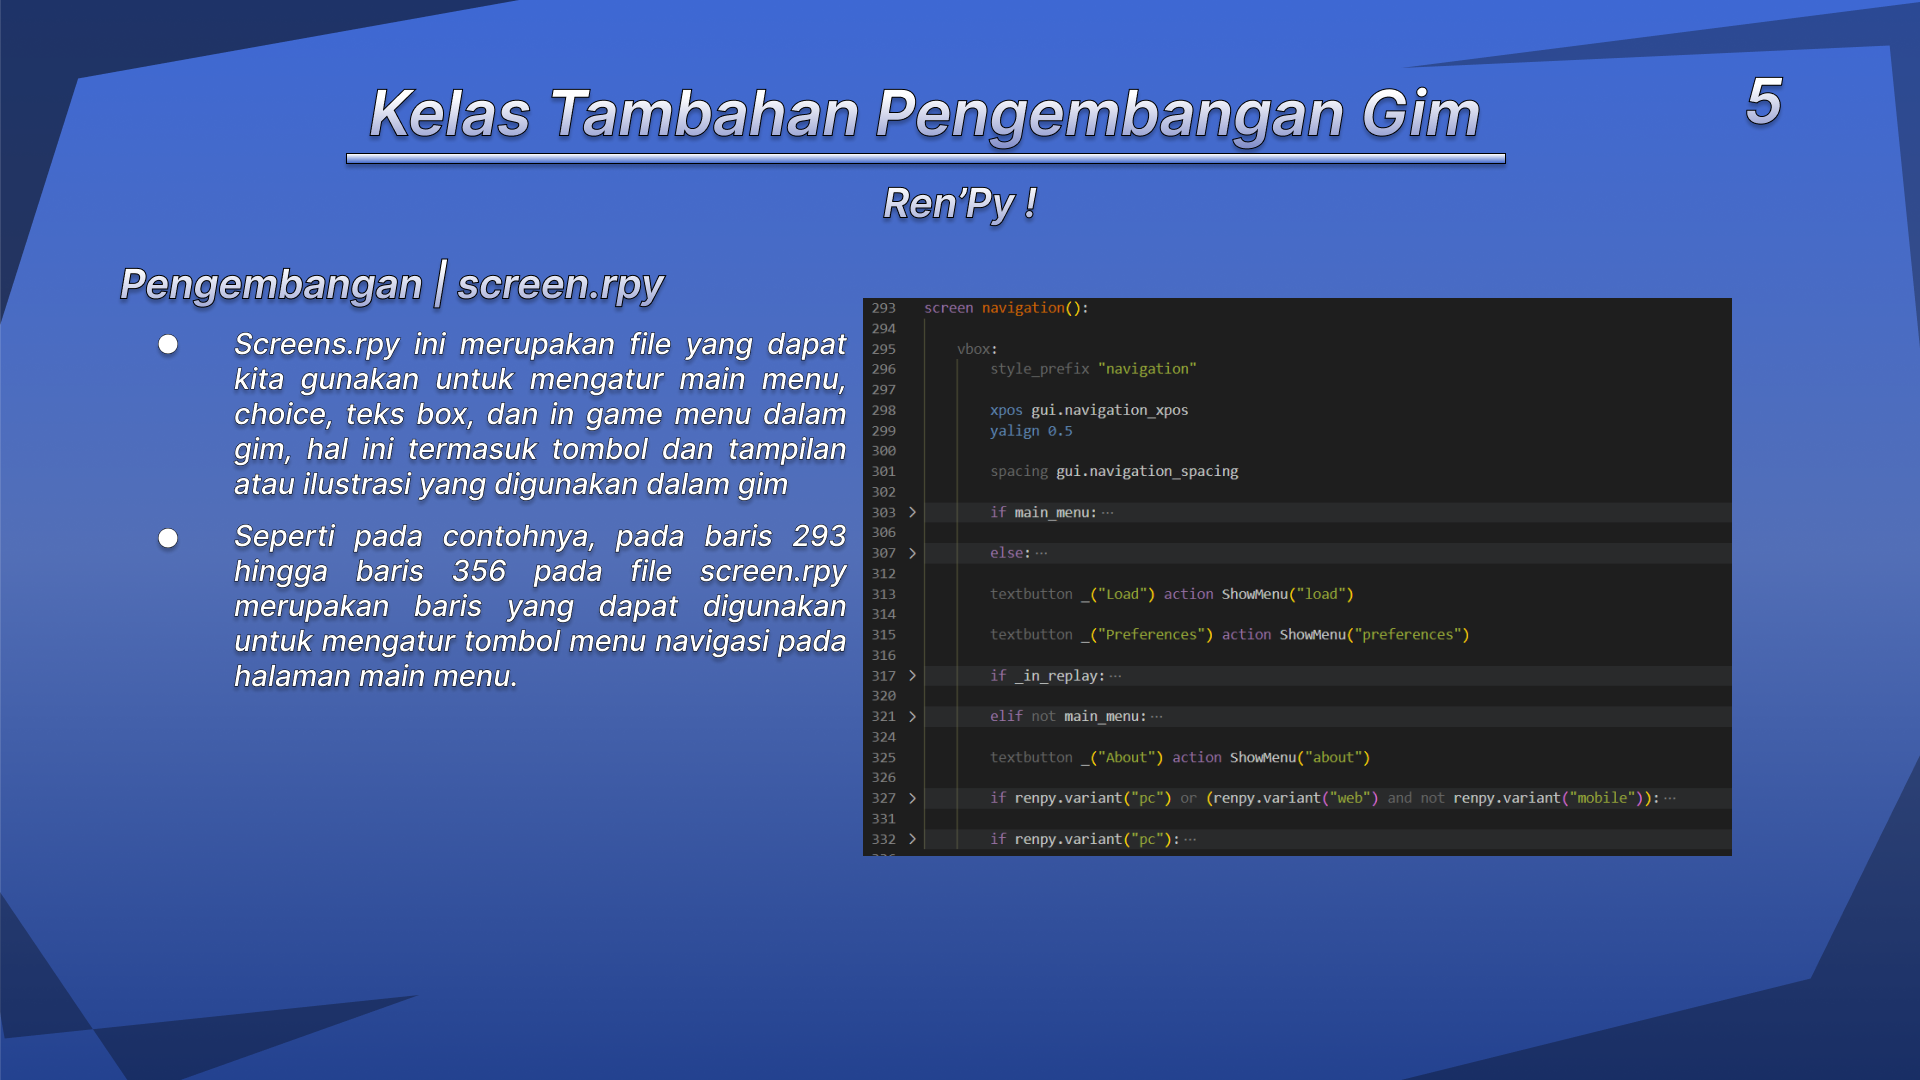 Kelas Tambahan Pengembangan Gim
5
Ren’Py !
Pengembangan | screen.rpy
Screens.rpy ini merupakan file yang dapat
kita gunakan untuk mengatur main menu,
choice, teks box, dan in game menu dalam
gim, hal ini termasuk tombol dan tampilan
atau ilustrasi yang digunakan dalam gim
Seperti pada contohnya, pada baris 293
hingga baris 356 pada file screen.rpy
merupakan baris yang dapat digunakan
untuk mengatur tombol menu navigasi pada
halaman main menu.
293 screen navigation():
294
295 vbox:
296 style_prefix "navigation"
297
298 xpos gui.navigation_xpos
299 yalign 0.5
300
301 spacing gui.navigation_spacing
302
303 if main_menu: ···
306
307 else: ···
312
313 textbutton _("Load") action ShowMenu("load")
314
315 textbutton _("Preferences") action ShowMenu("preferences")
316
317 if _in_replay: ···
320
321 elif not main_menu: ···
324
325 textbutton _("About") action ShowMenu("about")
326
327 if renpy.variant("pc") or (renpy.variant("web") and not renpy.variant("mobile")): ···
331
332 if renpy.variant("pc"): ···